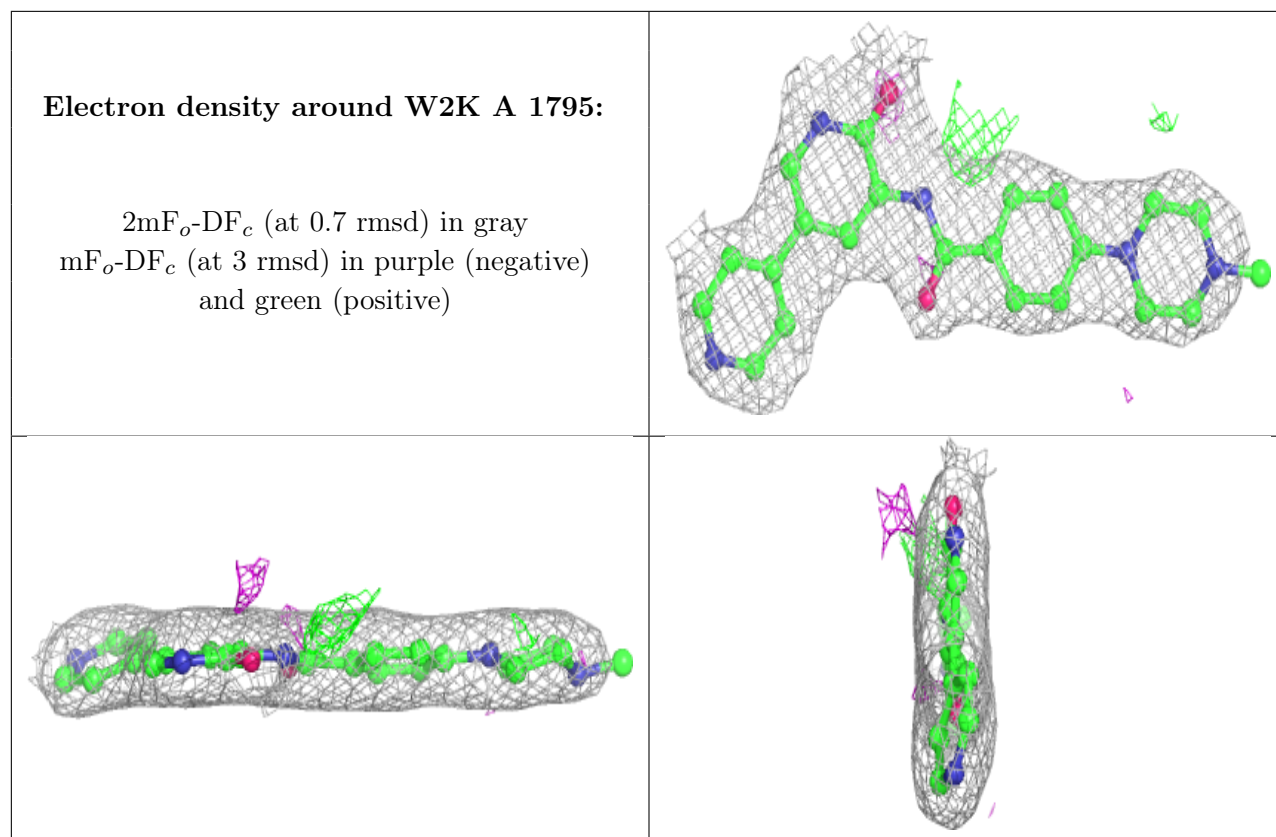 Electron density around W2K A 1795:
2mFₒ-DF𝒸 (at 0.7 rmsd) in gray
mFₒ-DF𝒸 (at 3 rmsd) in purple (negative)
and green (positive)